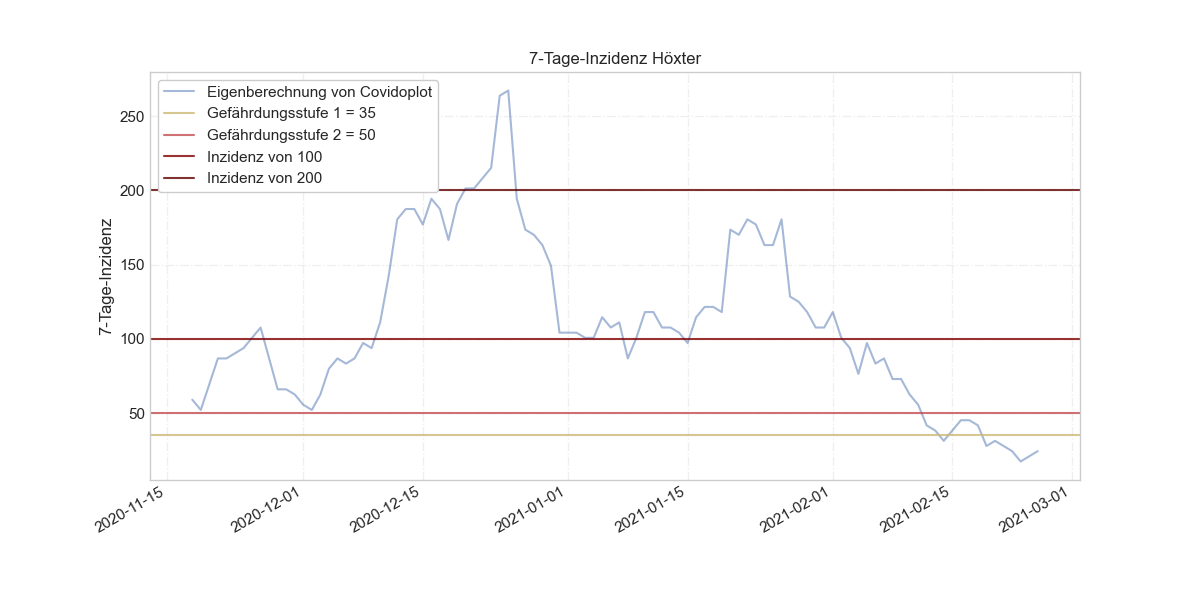 7-Tage-Inzidenz Höxter
Eigenberechnung von Covidoplot
Gefährdungsstufe 1 = 35
Gefährdungsstufe 2 = 50
Inzidenz von 100
Inzidenz von 200
7-Tage-Inzidenz
250
200
150
100
50
2020-11-15
2020-12-01
2020-12-15
2021-01-01
2021-01-15
2021-02-01
2021-02-15
2021-03-01